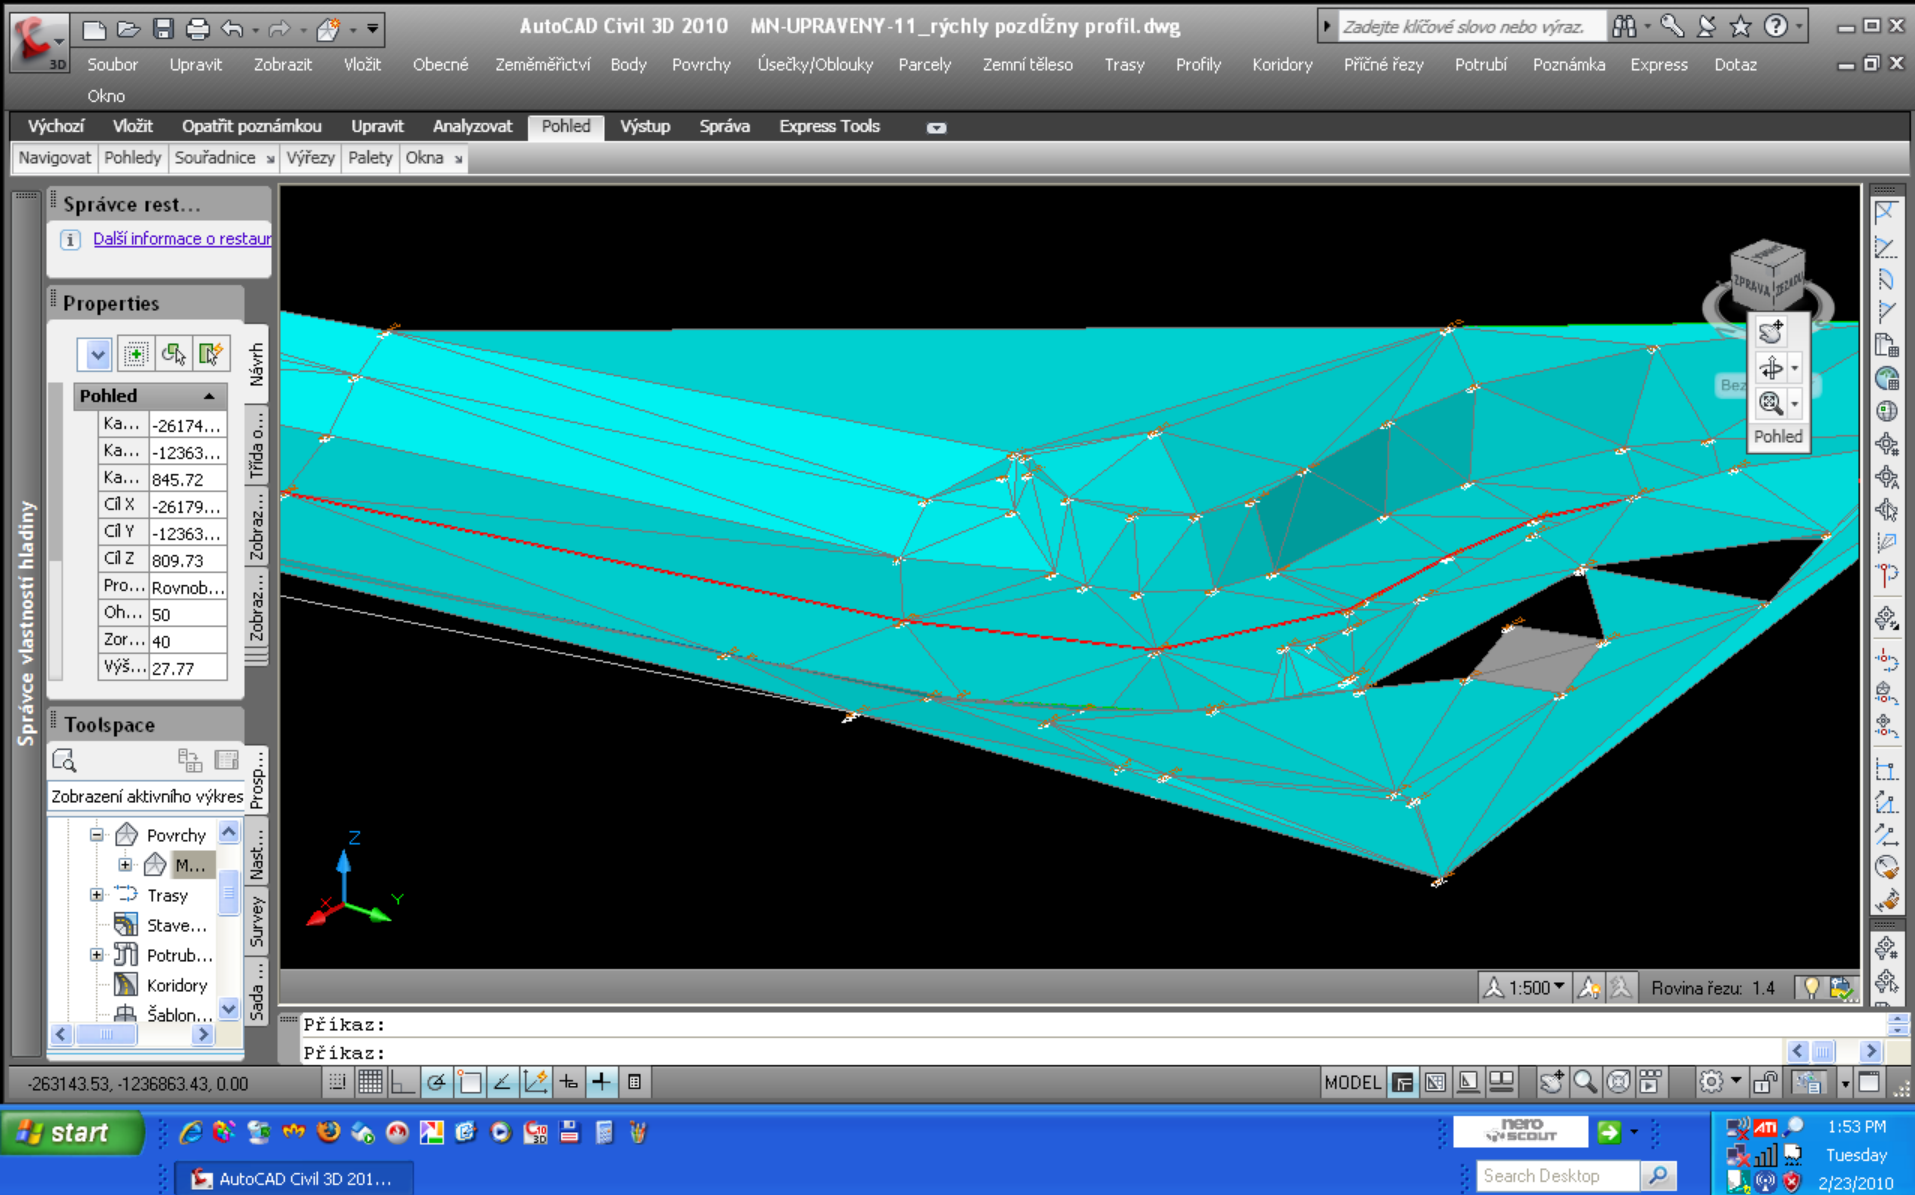 AutoCAD Civil 3D 2010 MN-UPRAVENY-11_rýchly pozdĺžny profil.dwg
Zadejte klíčové slovo nebo výraz.
3D
Soubor Upravit Zobrazit Vložit Obecné Zeměměřictví Body Povrchy Úsečky/Oblouky Parcely Zemní těleso Trasy Profily Koridory Příčné řezy Potrubí Poznámka Express Dotaz
Okno
Výchozí Vložit Opatřit poznámkou Upravit Analyzovat Pohled Výstup Správa Express Tools
Navigovat Pohledy Souřadnice Výřezy Palety Okna
Správce rest...
Další informace o restaur
Properties
Návrh
Třída o...
Zobraz...
Zobraz...
Pohled
Ka... -26174...
Ka... -12363...
Ka... 845.72
Cíl X -26179...
Cíl Y -12363...
Cíl Z 809.73
Pro... Rovnob...
Oh... 50
Zor... 40
Výš... 27.77
Správce vlastností hladiny
Toolspace
Zobrazení aktivního výkres
Prosp...
Nast...
Survey
Sada ...
Povrchy
M...
Trasy
Stave...
Potrub...
Koridory
Šablon...
ZPRAVA ZEZADU
Bez
Pohled
Z
X
Y
1:500
Rovina řezu: 1.4
Příkaz:
Příkaz:
-263143.53, -1236863.43, 0.00
MODEL
start
nero
SCOUT
ATI
1:53 PM
Tuesday
2/23/2010
AutoCAD Civil 3D 201...
Search Desktop